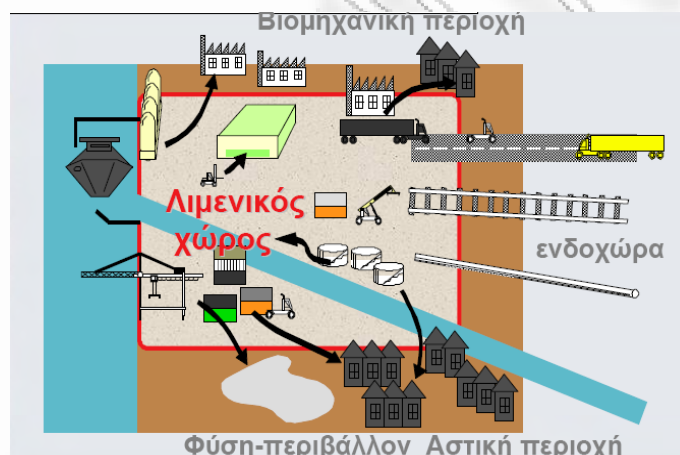 Βιομηχανική περιοχή
Λιμενικός
χώρος
ενδοχώρα
Φύση-περιβάλλον Αστική περιοχή